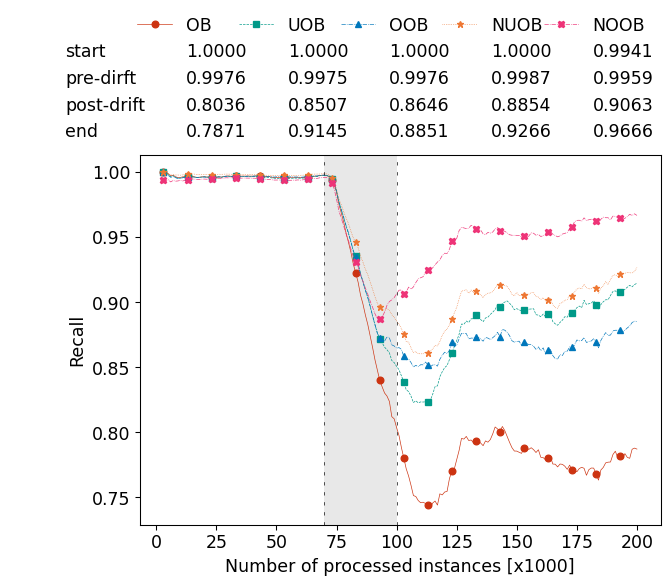 OB UOB OOB NUOB NOOB
start 1.0000 1.0000 1.0000 1.0000 0.9941
pre-dirft 0.9976 0.9975 0.9976 0.9987 0.9959
post-drift 0.8036 0.8507 0.8646 0.8854 0.9063
end 0.7871 0.9145 0.8851 0.9266 0.9666
1.00
0.95
0.90
0.85
0.80
0.75
Recall
0 25 50 75 100 125 150 175 200
Number of processed instances [x1000]